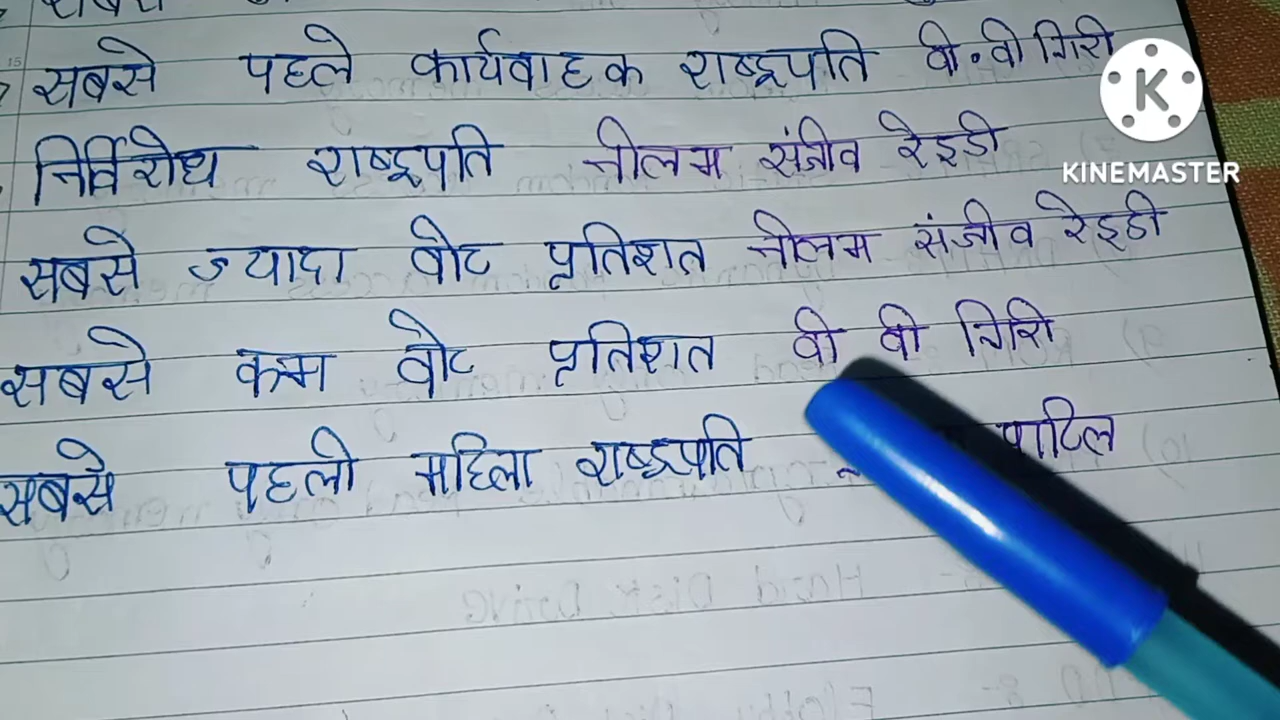 सबसे
सबसे पहले कार्यवाहक राष्ट्रपति वी. वी गिरी
निर्विरोध राष्ट्रपति नीलम संजीव रेड्डी
सबसे ज्यादा वोट प्रतिशत नीलम संजीव रेड्डी
सबसे कम वोट प्रतिशत वी वी गिरि
सबसे पहली महिला राष्ट्रपति पाटिल
K
KINEMASTER